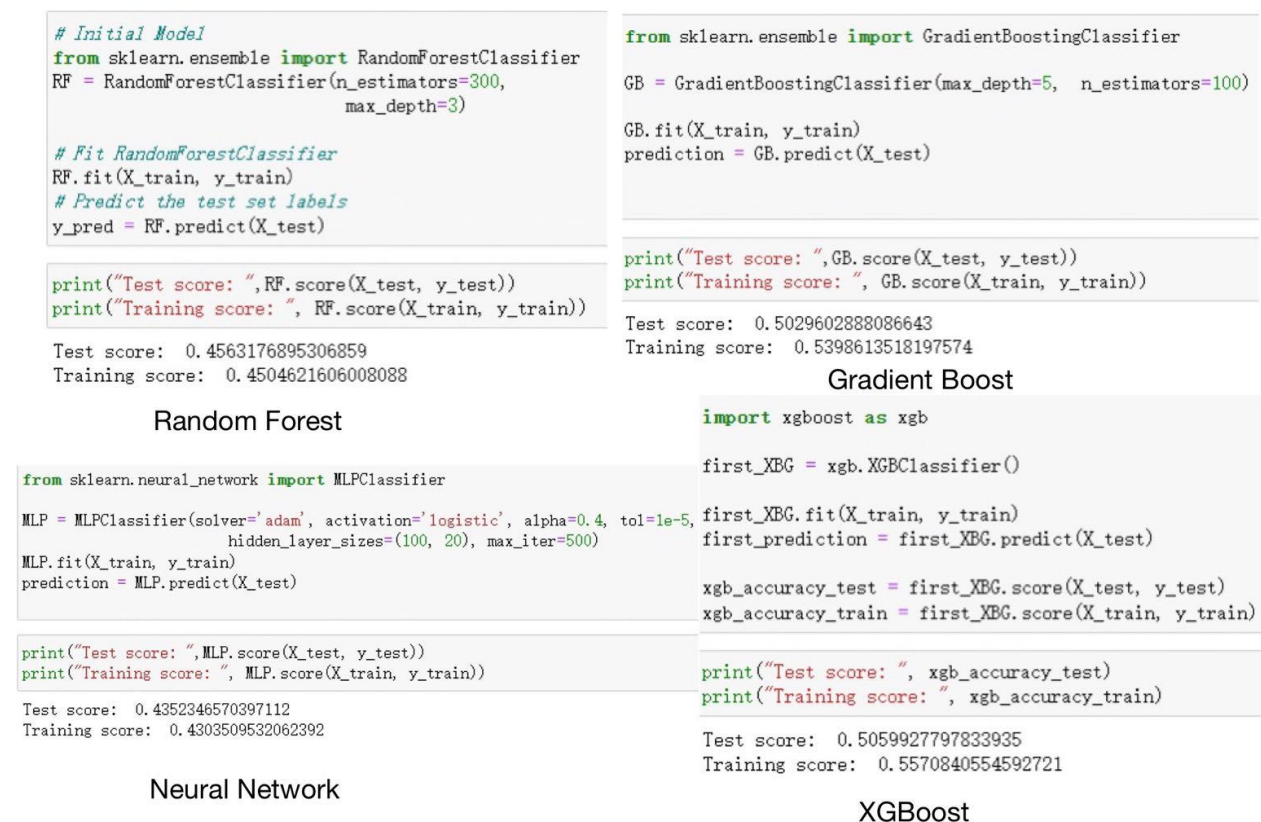 # Initial Model
from sklearn.ensemble import RandomForestClassifier
RF = RandomForestClassifier(n_estimators=300,
max_depth=3)
# Fit RandomForestClassifier
RF.fit(X_train, y_train)
# Predict the test set labels
y_pred = RF.predict(X_test)
print("Test score: ",RF.score(X_test, y_test))
print("Training score: ", RF.score(X_train, y_train))
Test score:  0.4563176895306859
Training score:  0.4504621606008088
Random Forest
from sklearn.ensemble import GradientBoostingClassifier
GB = GradientBoostingClassifier(max_depth=5,  n_estimators=100)
GB.fit(X_train, y_train)
prediction = GB.predict(X_test)
print("Test score: ",GB.score(X_test, y_test))
print("Training score: ", GB.score(X_train, y_train))
Test score:  0.5029602888086643
Training score:  0.5398613518197574
Gradient Boost
from sklearn.neural_network import MLPClassifier
MLP = MLPClassifier(solver='adam', activation='logistic', alpha=0.4, tol=1e-5,
hidden_layer_sizes=(100, 20), max_iter=500)
MLP.fit(X_train, y_train)
prediction = MLP.predict(X_test)
print("Test score: ",MLP.score(X_test, y_test))
print("Training score: ", MLP.score(X_train, y_train))
Test score:  0.4352346570397112
Training score:  0.4303509532062392
Neural Network
import xgboost as xgb
first_XBG = xgb.XGBClassifier()
first_XBG.fit(X_train, y_train)
first_prediction = first_XBG.predict(X_test)
xgb_accuracy_test = first_XBG.score(X_test, y_test)
xgb_accuracy_train = first_XBG.score(X_train, y_train)
print("Test score: ", xgb_accuracy_test)
print("Training score: ", xgb_accuracy_train)
Test score:  0.5059927797833935
Training score:  0.5570840554592721
XGBoost